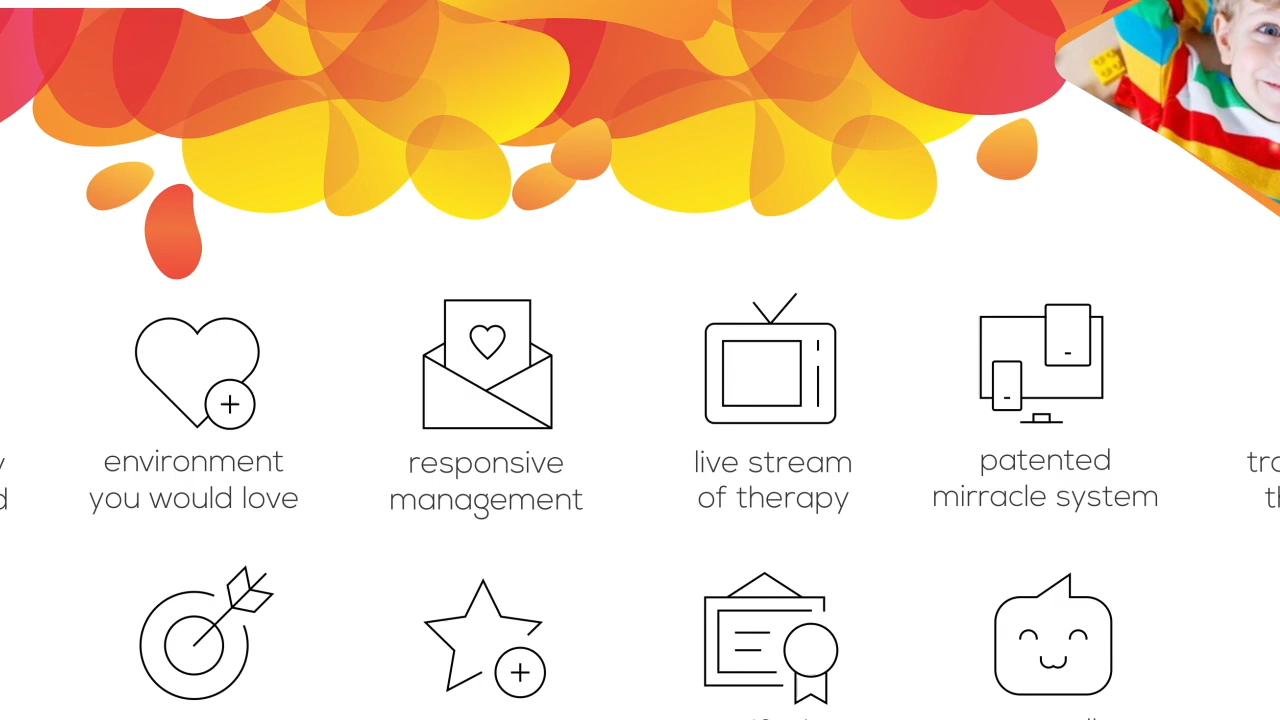 environment
you would love
responsive
management
live stream
of therapy
patented
mirracle system